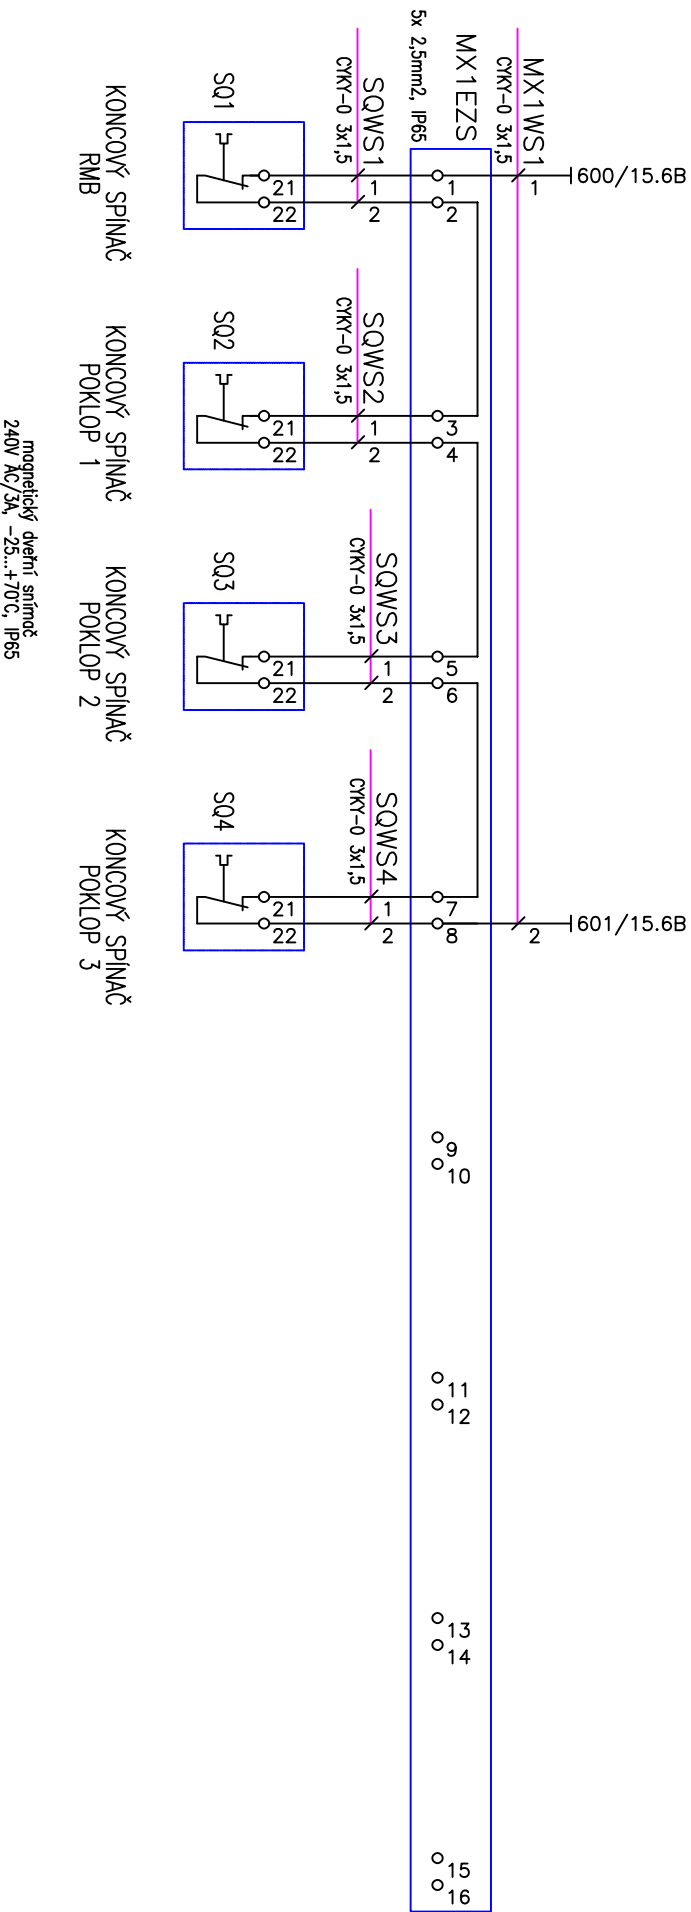 600/15.6B
MX1WS1
CYKY-O 3x1,5
1
MX1EZS
5x 2,5mm2, IP65
1
2
SQWS1
CYKY-O 3x1,5
1
2
SQ1
21
22
KONCOVÝ SPÍNAČ
RMB
3
4
SQWS2
CYKY-O 3x1,5
1
2
SQ2
21
22
KONCOVÝ SPÍNAČ
POKLOP 1
5
6
SQWS3
CYKY-O 3x1,5
1
2
SQ3
21
22
KONCOVÝ SPÍNAČ
POKLOP 2
magnetický dveřní snímač
240V AC/3A, -25...+70°C, IP65
601/15.6B
2
7
8
SQWS4
CYKY-O 3x1,5
1
2
SQ4
21
22
KONCOVÝ SPÍNAČ
POKLOP 3
9
10
11
12
13
14
15
16